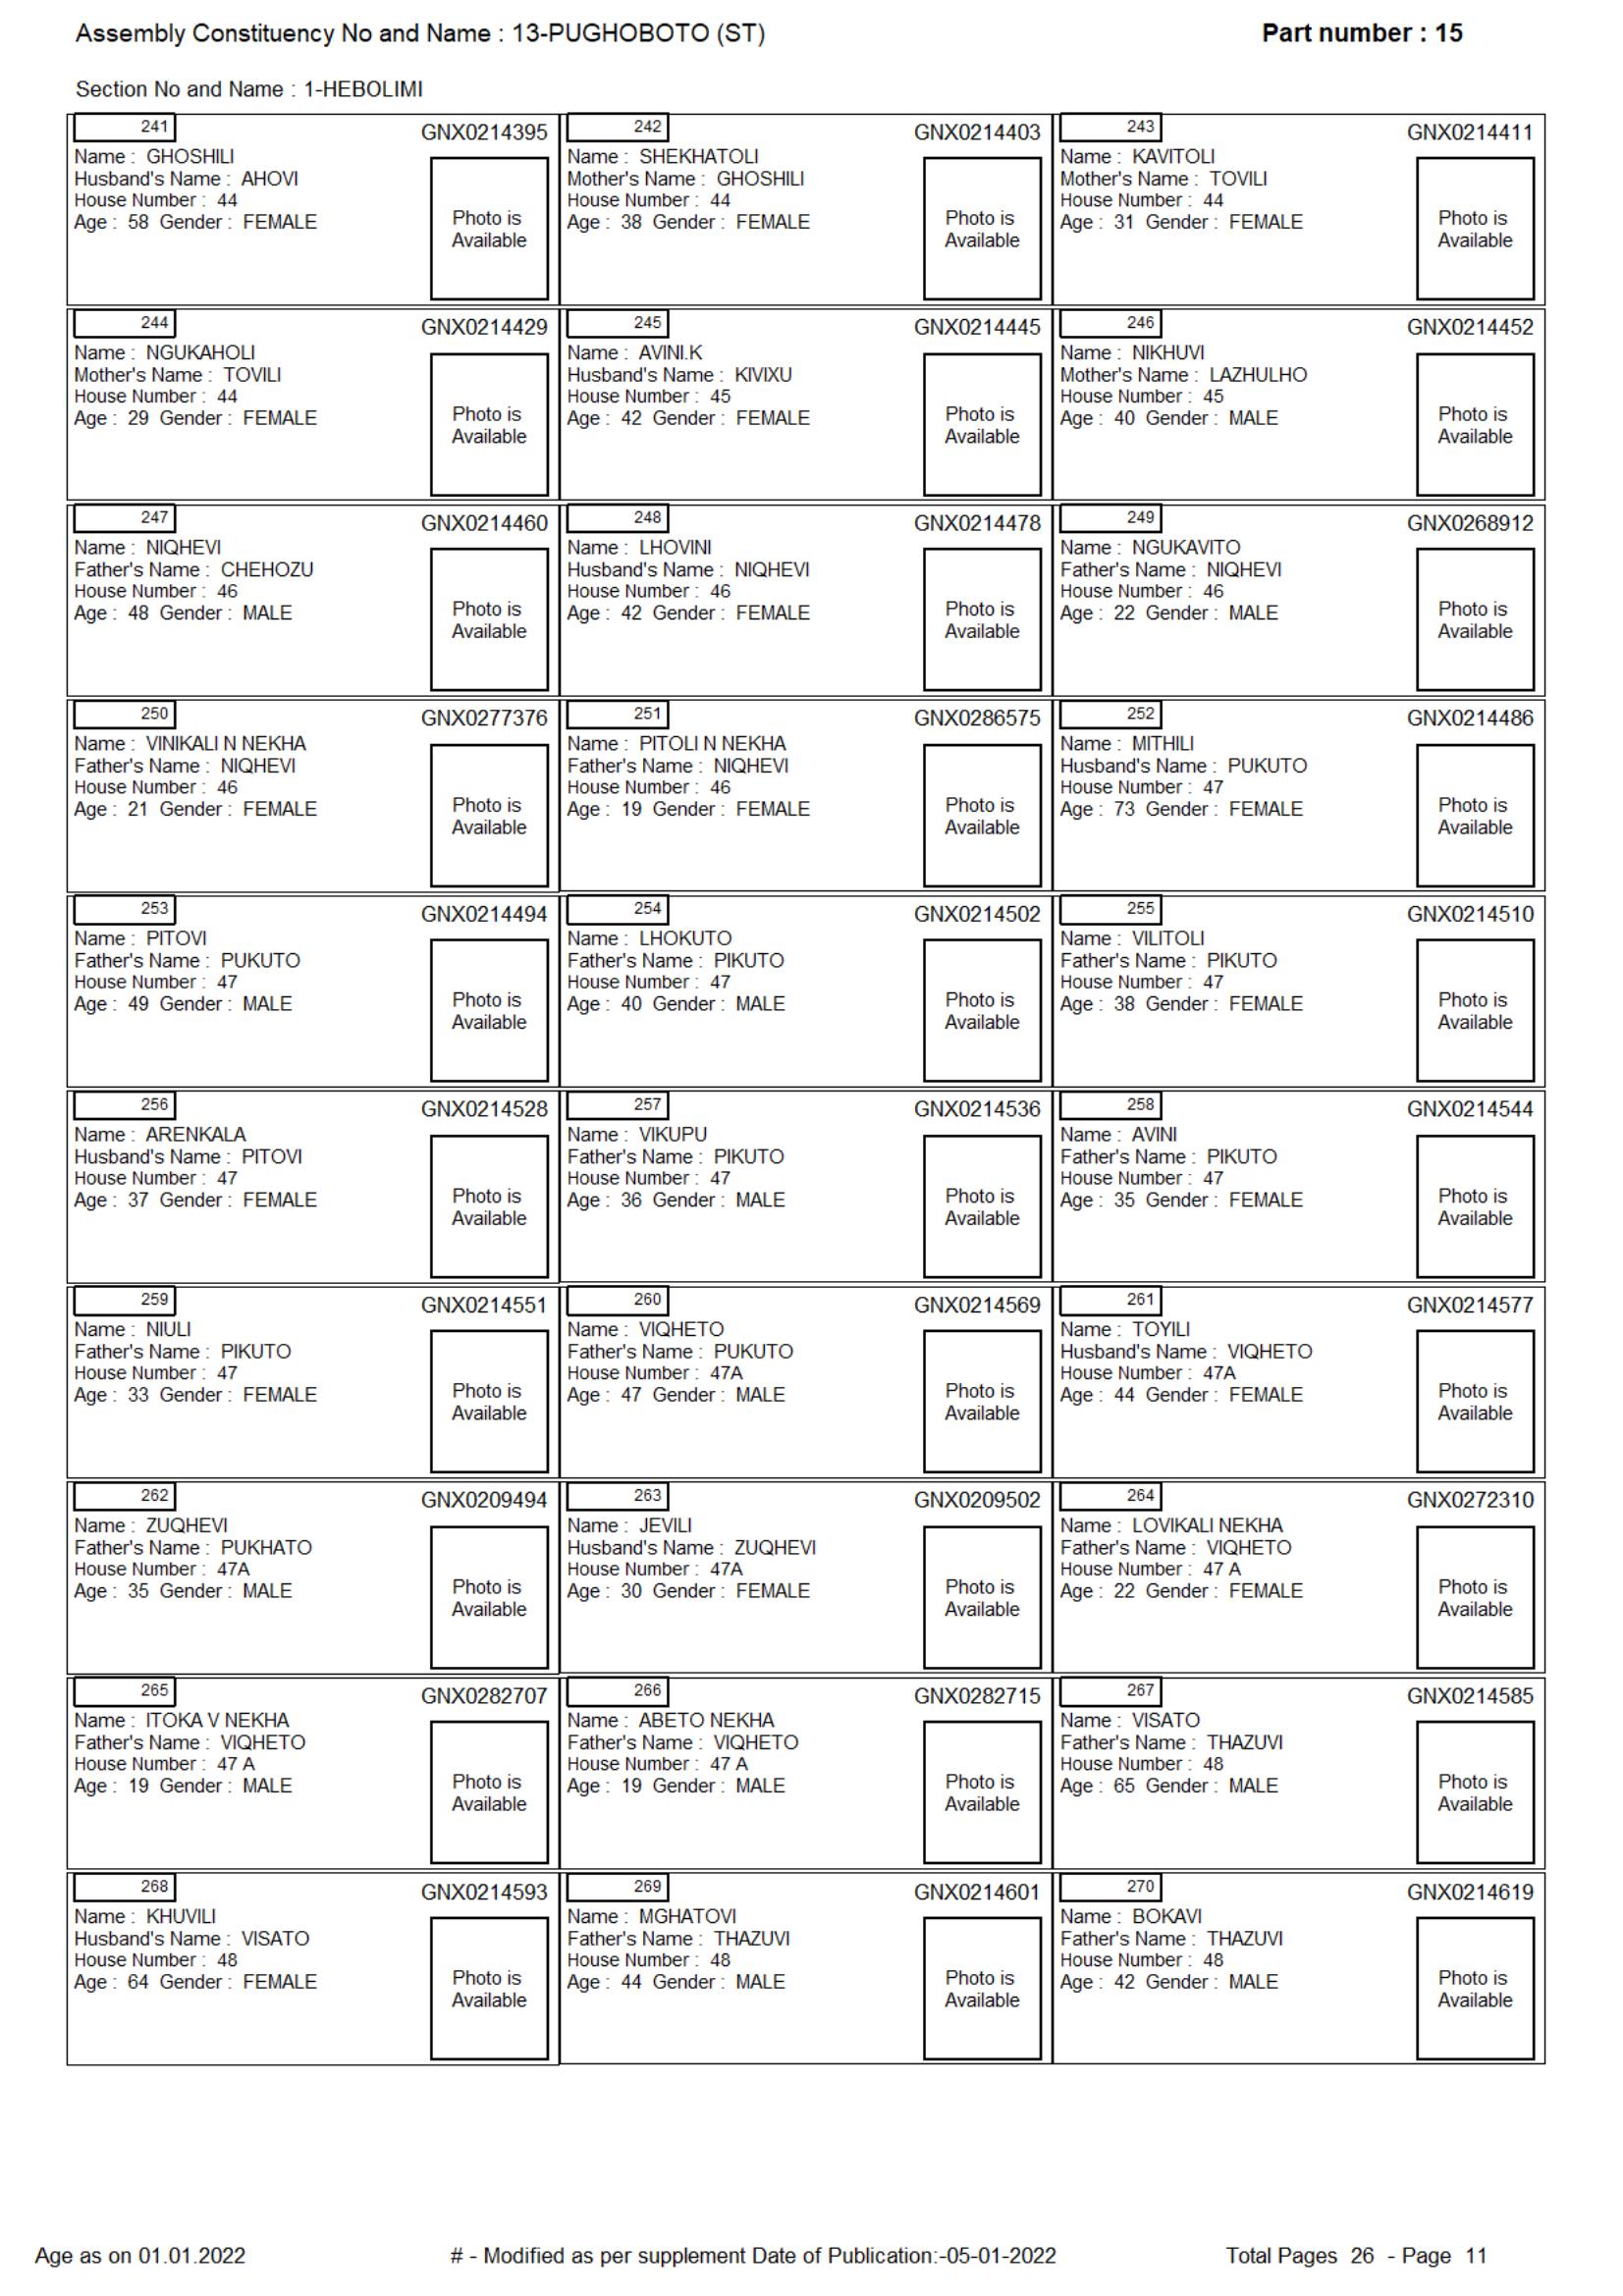 Assembly Constituency No and Name : 13-PUGHOBOTO (ST)
Part number : 15
Section No and Name : 1-HEBOLIMI
241
GNX0214395
Name : GHOSHILI
Husband's Name : AHOVI
House Number : 44
Age : 58 Gender : FEMALE
Photo is
Available
242
GNX0214403
Name : SHEKHATOLI
Mother's Name : GHOSHILI
House Number : 44
Age : 38 Gender : FEMALE
Photo is
Available
243
GNX0214411
Name : KAVITOLI
Mother's Name : TOVILI
House Number : 44
Age : 31 Gender : FEMALE
Photo is
Available
244
GNX0214429
Name : NGUKAHOLI
Mother's Name : TOVILI
House Number : 44
Age : 29 Gender : FEMALE
Photo is
Available
245
GNX0214445
Name : AVINI.K
Husband's Name : KIVIXU
House Number : 45
Age : 42 Gender : FEMALE
Photo is
Available
246
GNX0214452
Name : NIKHUVI
Mother's Name : LAZHULHO
House Number : 45
Age : 40 Gender : MALE
Photo is
Available
247
GNX0214460
Name : NIQHEVI
Father's Name : CHEHOZU
House Number : 46
Age : 48 Gender : MALE
Photo is
Available
248
GNX0214478
Name : LHOVINI
Husband's Name : NIQHEVI
House Number : 46
Age : 42 Gender : FEMALE
Photo is
Available
249
GNX0268912
Name : NGUKAVITO
Father's Name : NIQHEVI
House Number : 46
Age : 22 Gender : MALE
Photo is
Available
250
GNX0277376
Name : VINIKALI N NEKHA
Father's Name : NIQHEVI
House Number : 46
Age : 21 Gender : FEMALE
Photo is
Available
251
GNX0286575
Name : PITOLI N NEKHA
Father's Name : NIQHEVI
House Number : 46
Age : 19 Gender : FEMALE
Photo is
Available
252
GNX0214486
Name : MITHILI
Husband's Name : PUKUTO
House Number : 47
Age : 73 Gender : FEMALE
Photo is
Available
253
GNX0214494
Name : PITOVI
Father's Name : PUKUTO
House Number : 47
Age : 49 Gender : MALE
Photo is
Available
254
GNX0214502
Name : LHOKUTO
Father's Name : PIKUTO
House Number : 47
Age : 40 Gender : MALE
Photo is
Available
255
GNX0214510
Name : VILITOLI
Father's Name : PIKUTO
House Number : 47
Age : 38 Gender : FEMALE
Photo is
Available
256
GNX0214528
Name : ARENKALA
Husband's Name : PITOVI
House Number : 47
Age : 37 Gender : FEMALE
Photo is
Available
257
GNX0214536
Name : VIKUPU
Father's Name : PIKUTO
House Number : 47
Age : 36 Gender : MALE
Photo is
Available
258
GNX0214544
Name : AVINI
Father's Name : PIKUTO
House Number : 47
Age : 35 Gender : FEMALE
Photo is
Available
259
GNX0214551
Name : NIULI
Father's Name : PIKUTO
House Number : 47
Age : 33 Gender : FEMALE
Photo is
Available
260
GNX0214569
Name : VIQHETO
Father's Name : PUKUTO
House Number : 47A
Age : 47 Gender : MALE
Photo is
Available
261
GNX0214577
Name : TOYILI
Husband's Name : VIQHETO
House Number : 47A
Age : 44 Gender : FEMALE
Photo is
Available
262
GNX0209494
Name : ZUQHEVI
Father's Name : PUKHATO
House Number : 47A
Age : 35 Gender : MALE
Photo is
Available
263
GNX0209502
Name : JEVILI
Husband's Name : ZUQHEVI
House Number : 47A
Age : 30 Gender : FEMALE
Photo is
Available
264
GNX0272310
Name : LOVIKALI NEKHA
Father's Name : VIQHETO
House Number : 47 A
Age : 22 Gender : FEMALE
Photo is
Available
265
GNX0282707
Name : ITOKA V NEKHA
Father's Name : VIQHETO
House Number : 47 A
Age : 19 Gender : MALE
Photo is
Available
266
GNX0282715
Name : ABETO NEKHA
Father's Name : VIQHETO
House Number : 47 A
Age : 19 Gender : MALE
Photo is
Available
267
GNX0214585
Name : VISATO
Father's Name : THAZUVI
House Number : 48
Age : 65 Gender : MALE
Photo is
Available
268
GNX0214593
Name : KHUVILI
Husband's Name : VISATO
House Number : 48
Age : 64 Gender : FEMALE
Photo is
Available
269
GNX0214601
Name : MGHATOVI
Father's Name : THAZUVI
House Number : 48
Age : 44 Gender : MALE
Photo is
Available
270
GNX0214619
Name : BOKAVI
Father's Name : THAZUVI
House Number : 48
Age : 42 Gender : MALE
Photo is
Available
Age as on 01.01.2022
# - Modified as per supplement Date of Publication:-05-01-2022
Total Pages 26 - Page 11